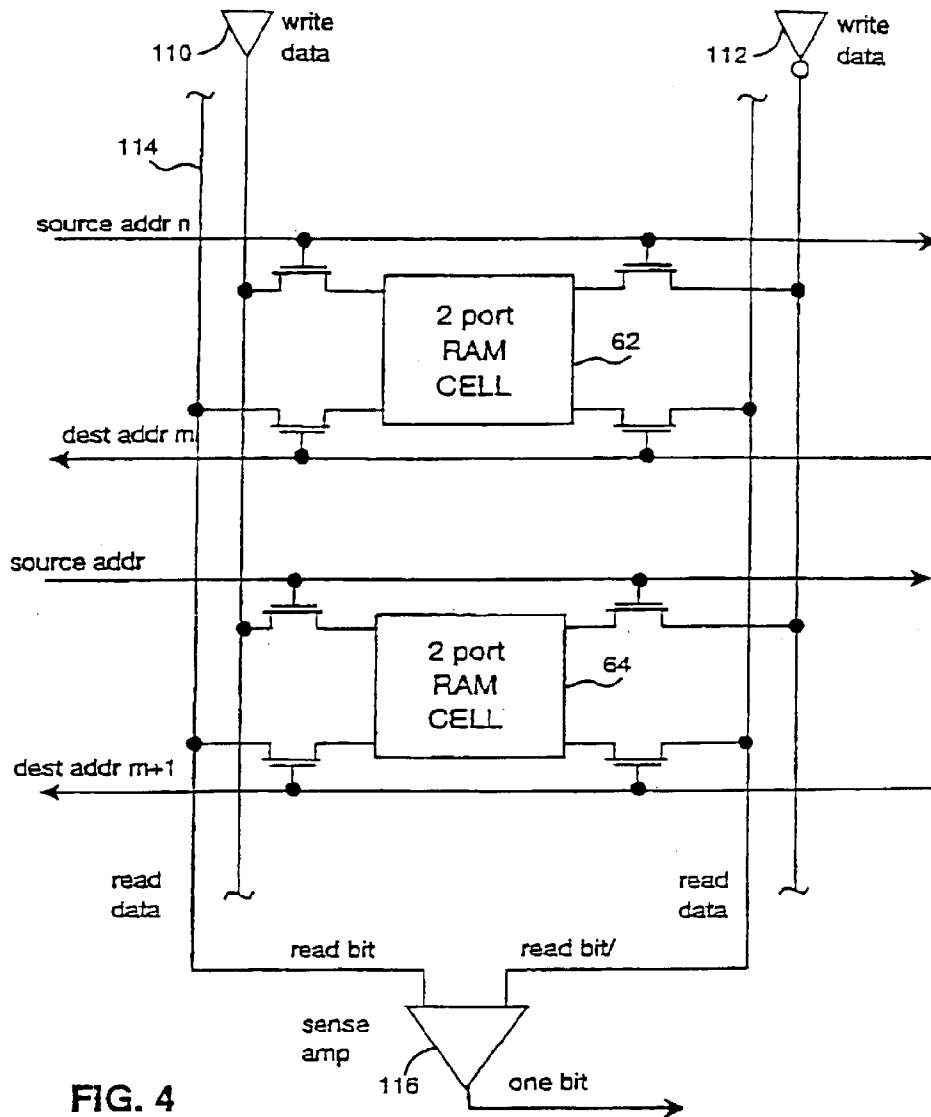 110
write
data
112
write
data
114
source addr n
2 port
RAM
CELL
62
dest addr m
source addr
2 port
RAM
CELL
64
dest addr m+1
read
data
read
data
read bit
read bit/
sense
amp
116
one bit
FIG. 4